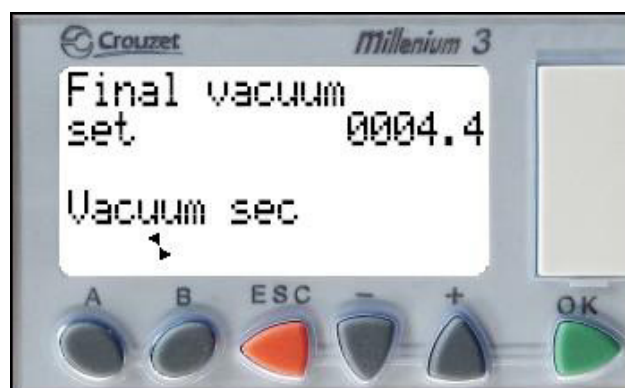 Crouzet Millenium 3
Final vacuum
set 0004.4
Vacuum sec
A B ESC - + OK